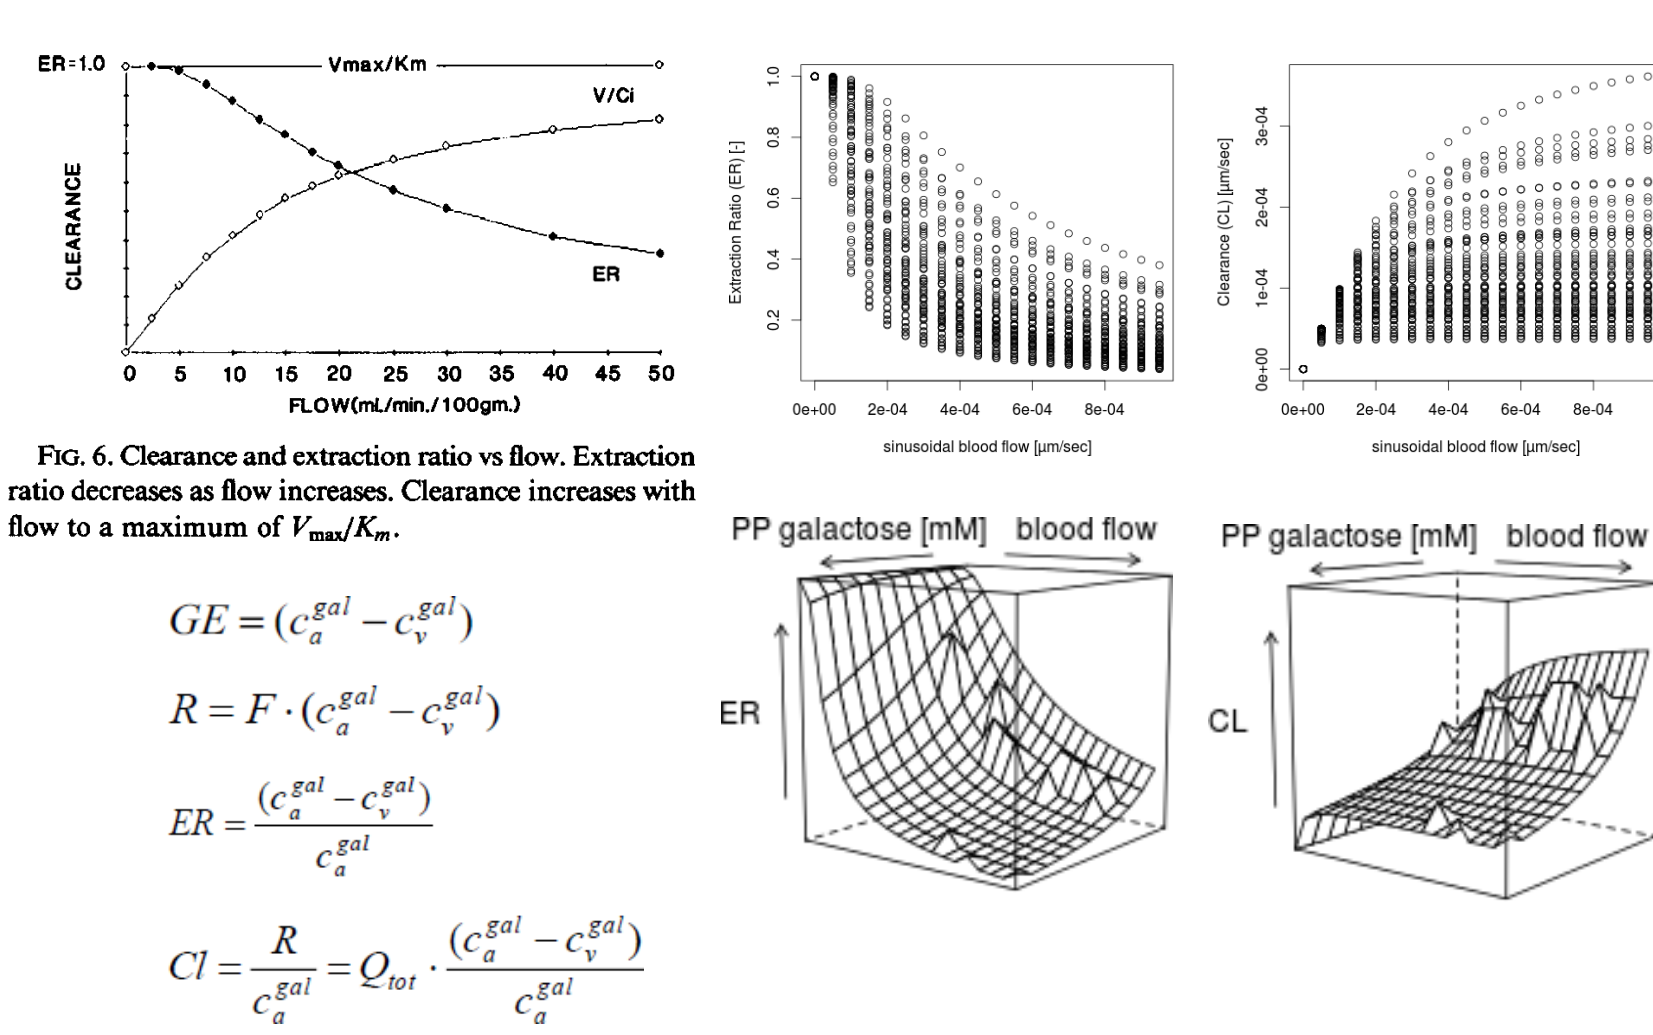 ER=1.0
Vmax/Km
V/Ci
CLEARANCE
ER
0 5 10 15 20 25 30 35 40 45 50
FLOW(mL/min./100gm.)
FIG. 6. Clearance and extraction ratio vs flow. Extraction
ratio decreases as flow increases. Clearance increases with
flow to a maximum of Vmax/Km.
GE = (c_a^gal − c_v^gal)
R = F · (c_a^gal − c_v^gal)
ER = (c_a^gal − c_v^gal) / c_a^gal
Cl = R / c_a^gal = Q_tot · (c_a^gal − c_v^gal) / c_a^gal
Extraction Ratio (ER) [-]
1.0
0.8
0.6
0.4
0.2
0e+00 2e-04 4e-04 6e-04 8e-04
sinusoidal blood flow [µm/sec]
Clearance (CL) [µm/sec]
3e-04
2e-04
1e-04
0e+00
0e+00 2e-04 4e-04 6e-04 8e-04
sinusoidal blood flow [µm/sec]
PP galactose [mM] blood flow
ER
PP galactose [mM] blood flow
CL